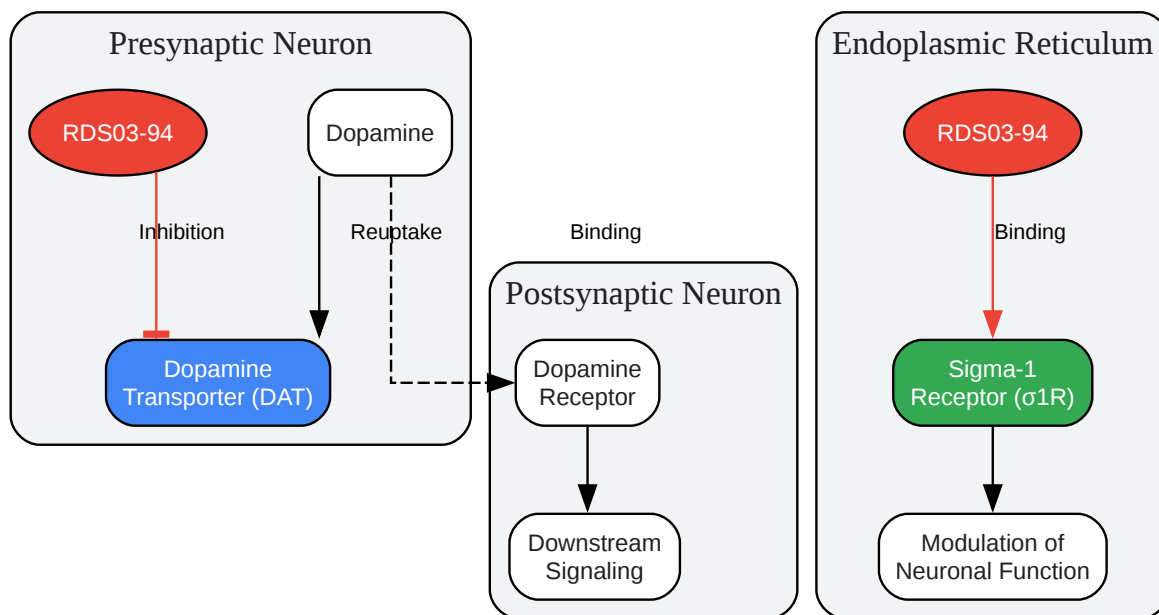 Presynaptic Neuron
RDS03-94
Dopamine
Inhibition
Reuptake
Dopamine
Transporter (DAT)
Binding
Postsynaptic Neuron
Dopamine
Receptor
Downstream
Signaling
Endoplasmic Reticulum
RDS03-94
Binding
Sigma-1
Receptor (σ1R)
Modulation of
Neuronal Function